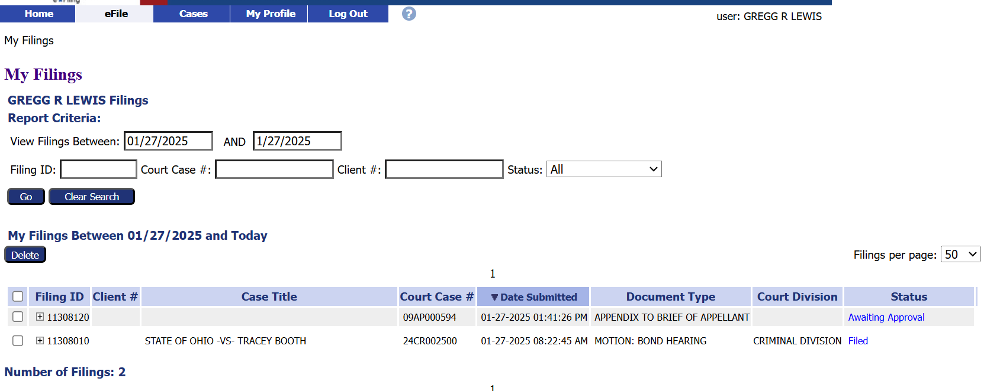 Home eFile Cases My Profile Log Out ?
user: GREGG R LEWIS
My Filings
My Filings
GREGG R LEWIS Filings
Report Criteria:
View Filings Between: 01/27/2025 AND 1/27/2025
Filing ID: Court Case #: Client #: Status: All
Go Clear Search
My Filings Between 01/27/2025 and Today
Delete
Filings per page: 50
1
Filing ID Client # Case Title Court Case # ▼Date Submitted Document Type Court Division Status
11308120 09AP000594 01-27-2025 01:41:26 PM APPENDIX TO BRIEF OF APPELLANT Awaiting Approval
11308010 STATE OF OHIO -VS- TRACEY BOOTH 24CR002500 01-27-2025 08:22:45 AM MOTION: BOND HEARING CRIMINAL DIVISION Filed
Number of Filings: 2
1